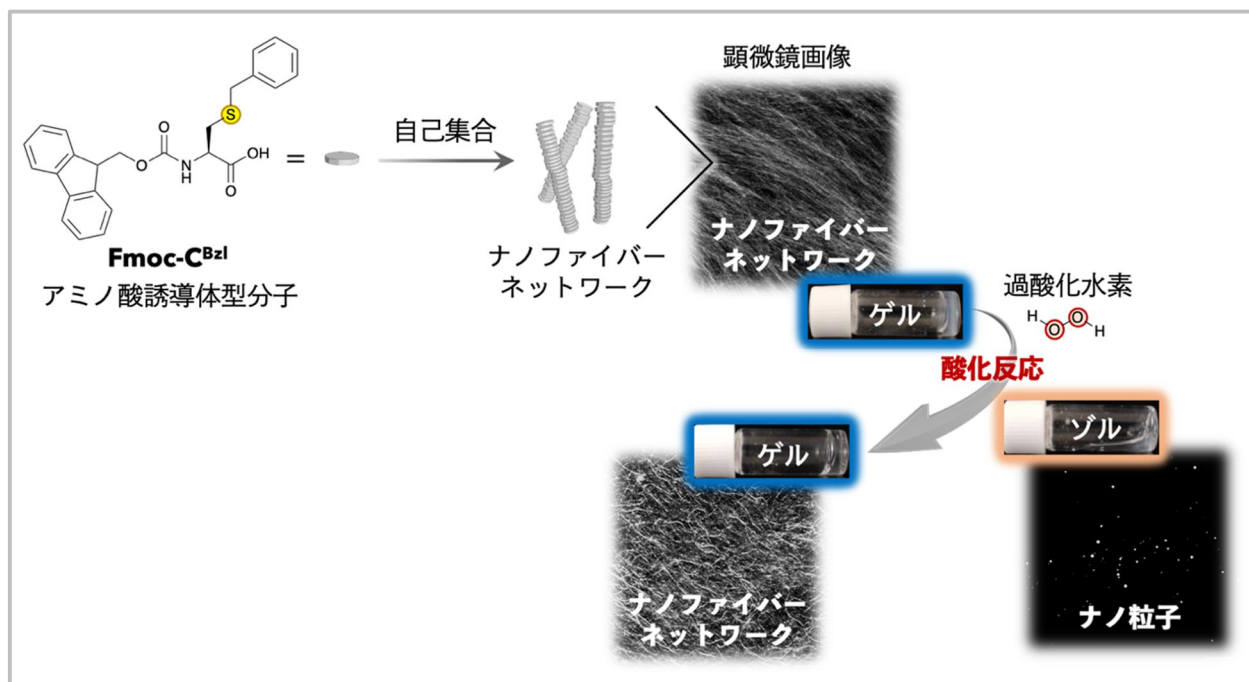 顕微鏡画像
S
O
O
N
H
OH
O
=
自己集合
Fmoc-C^Bzl
アミノ酸誘導体型分子
ナノファイバー
ネットワーク
ナノファイバー
ネットワーク
ゲル
過酸化水素
H
O
O
H
酸化反応
ゾル
ゲル
ナノファイバー
ネットワーク
ナノ粒子